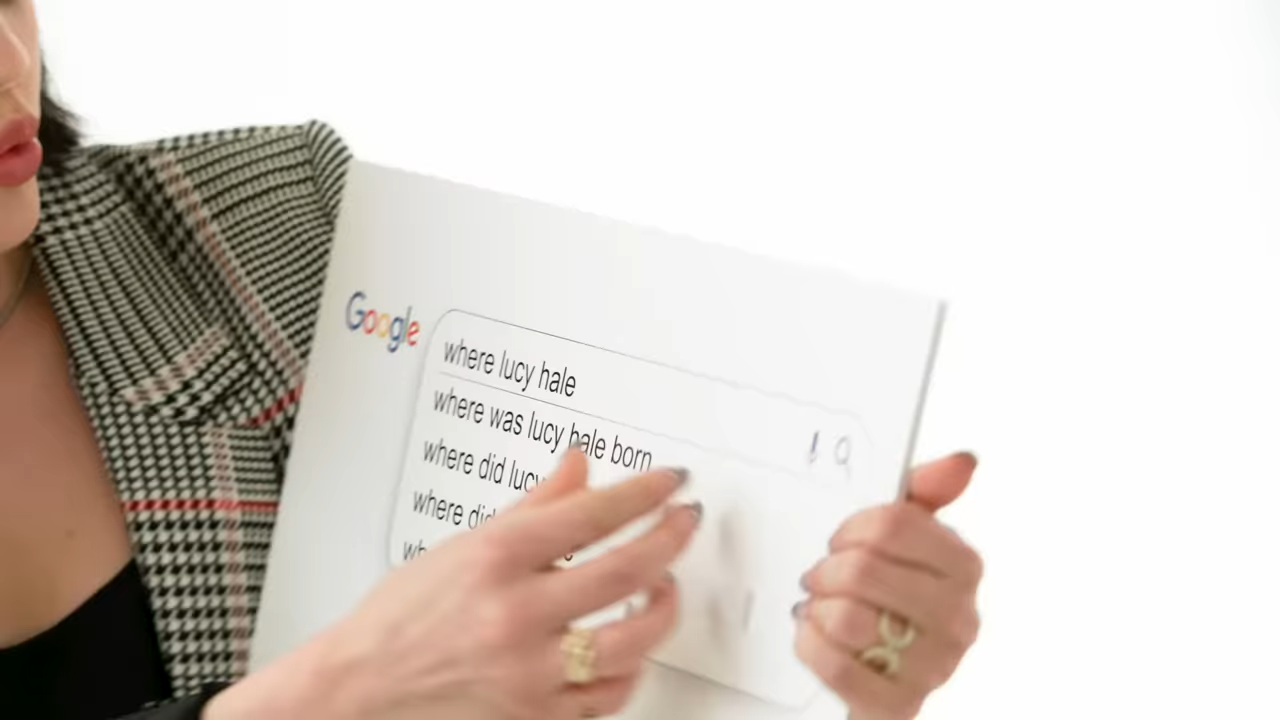 Google
where lucy hale
where was lucy hale born
where did lucy
where did